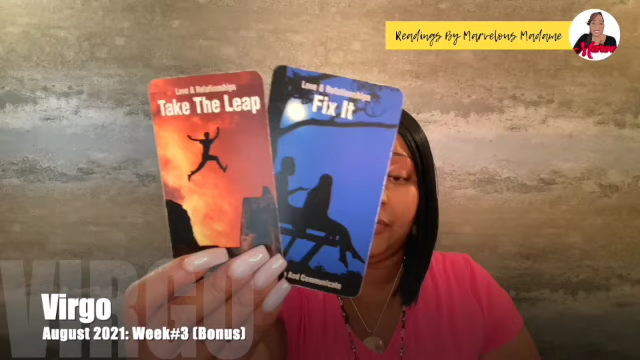 Readings By Marvelous Madame
Love & Relationships
Take The Leap
Love & Relationships
Fix It
And Communicate
VIRGO
Virgo
August 2021: Week#3 (Bonus)